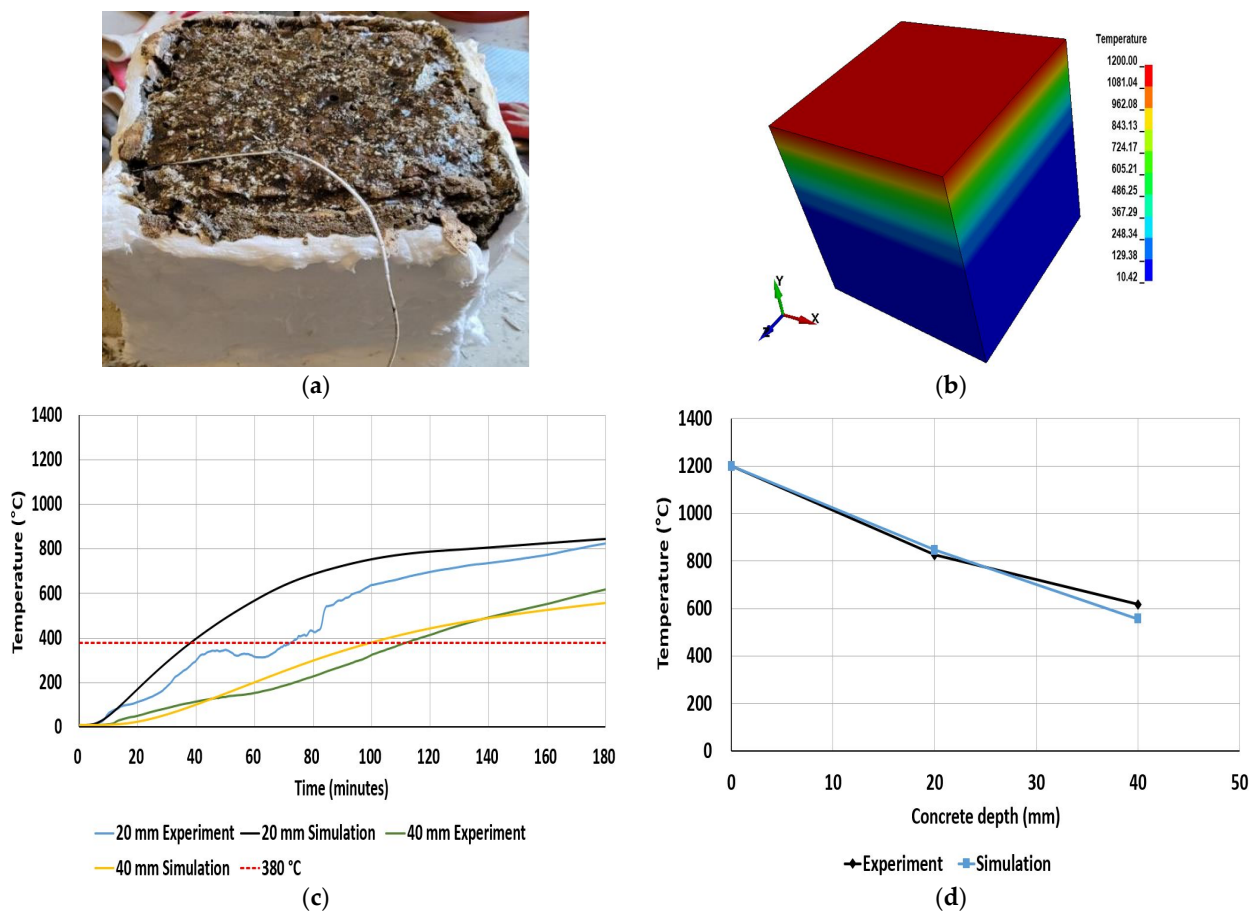 Temperature
1200.00
1081.04
962.08
843.13
724.17
605.21
486.25
367.29
248.34
129.38
10.42
Y
X
Z
(a)
(b)
1400
1200
1000
800
600
400
200
0
Temperature (°C)
0 20 40 60 80 100 120 140 160 180
Time (minutes)
20 mm Experiment 20 mm Simulation 40 mm Experiment
40 mm Simulation 380 °C
(c)
1400
1200
1000
800
600
400
200
0
Temperature (°C)
0 10 20 30 40 50
Concrete depth (mm)
Experiment Simulation
(d)